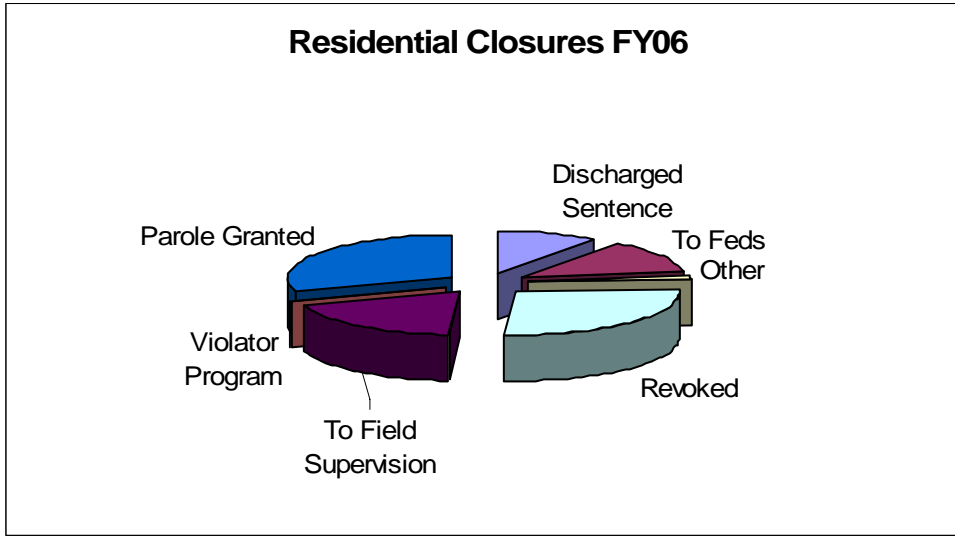 Residential Closures FY06
Discharged
Sentence
To Feds
Other
Revoked
To Field
Supervision
Violator
Program
Parole Granted